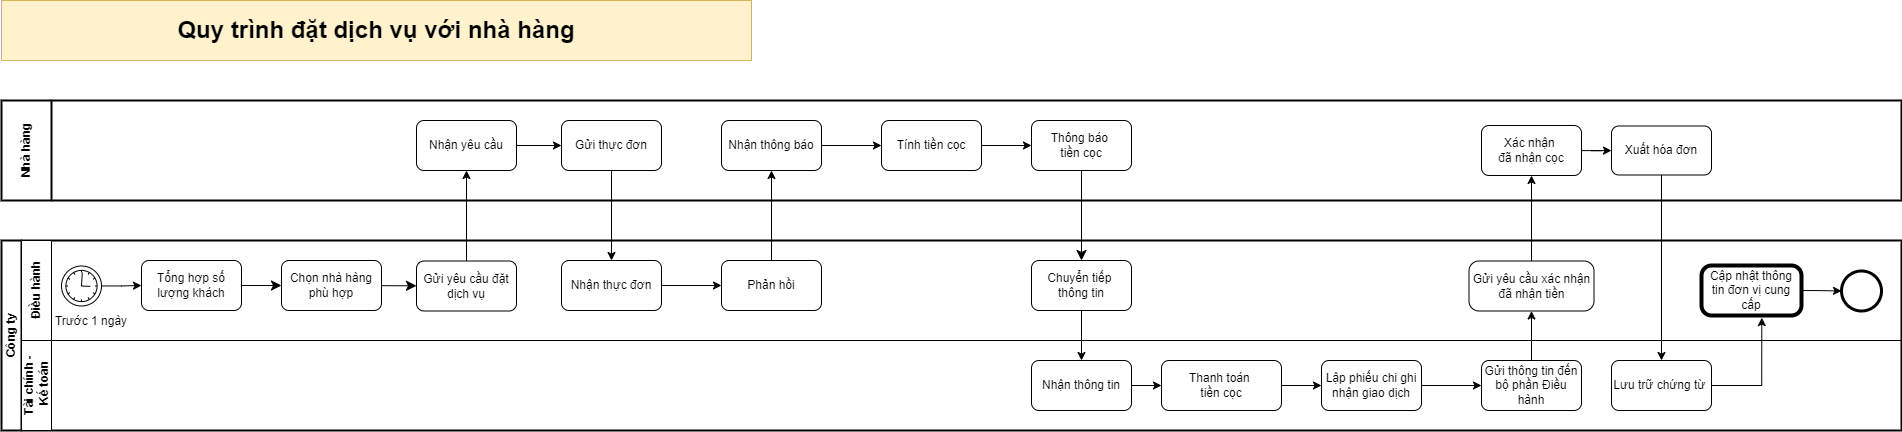 Quy trình đặt dịch vụ với nhà hàng
Nhà hàng
Nhận yêu cầu
Gửi thực đơn
Nhận thông báo
Tính tiền cọc
Thông báo
tiền cọc
Xác nhận
đã nhận cọc
Xuất hóa đơn
Công ty
Điều hành
Trước 1 ngày
Tổng hợp số
lượng khách
Chọn nhà hàng
phù hợp
Gửi yêu cầu đặt
dịch vụ
Nhận thực đơn
Phản hồi
Chuyển tiếp
thông tin
Gửi yêu cầu xác nhận
đã nhận tiền
Cập nhật thông
tin đơn vị cung
cấp
Tài chính -
Kế toán
Nhận thông tin
Thanh toán
tiền cọc
Lập phiếu chi ghi
nhận giao dịch
Gửi thông tin đến
bộ phần Điều
hành
Lưu trữ chứng từ